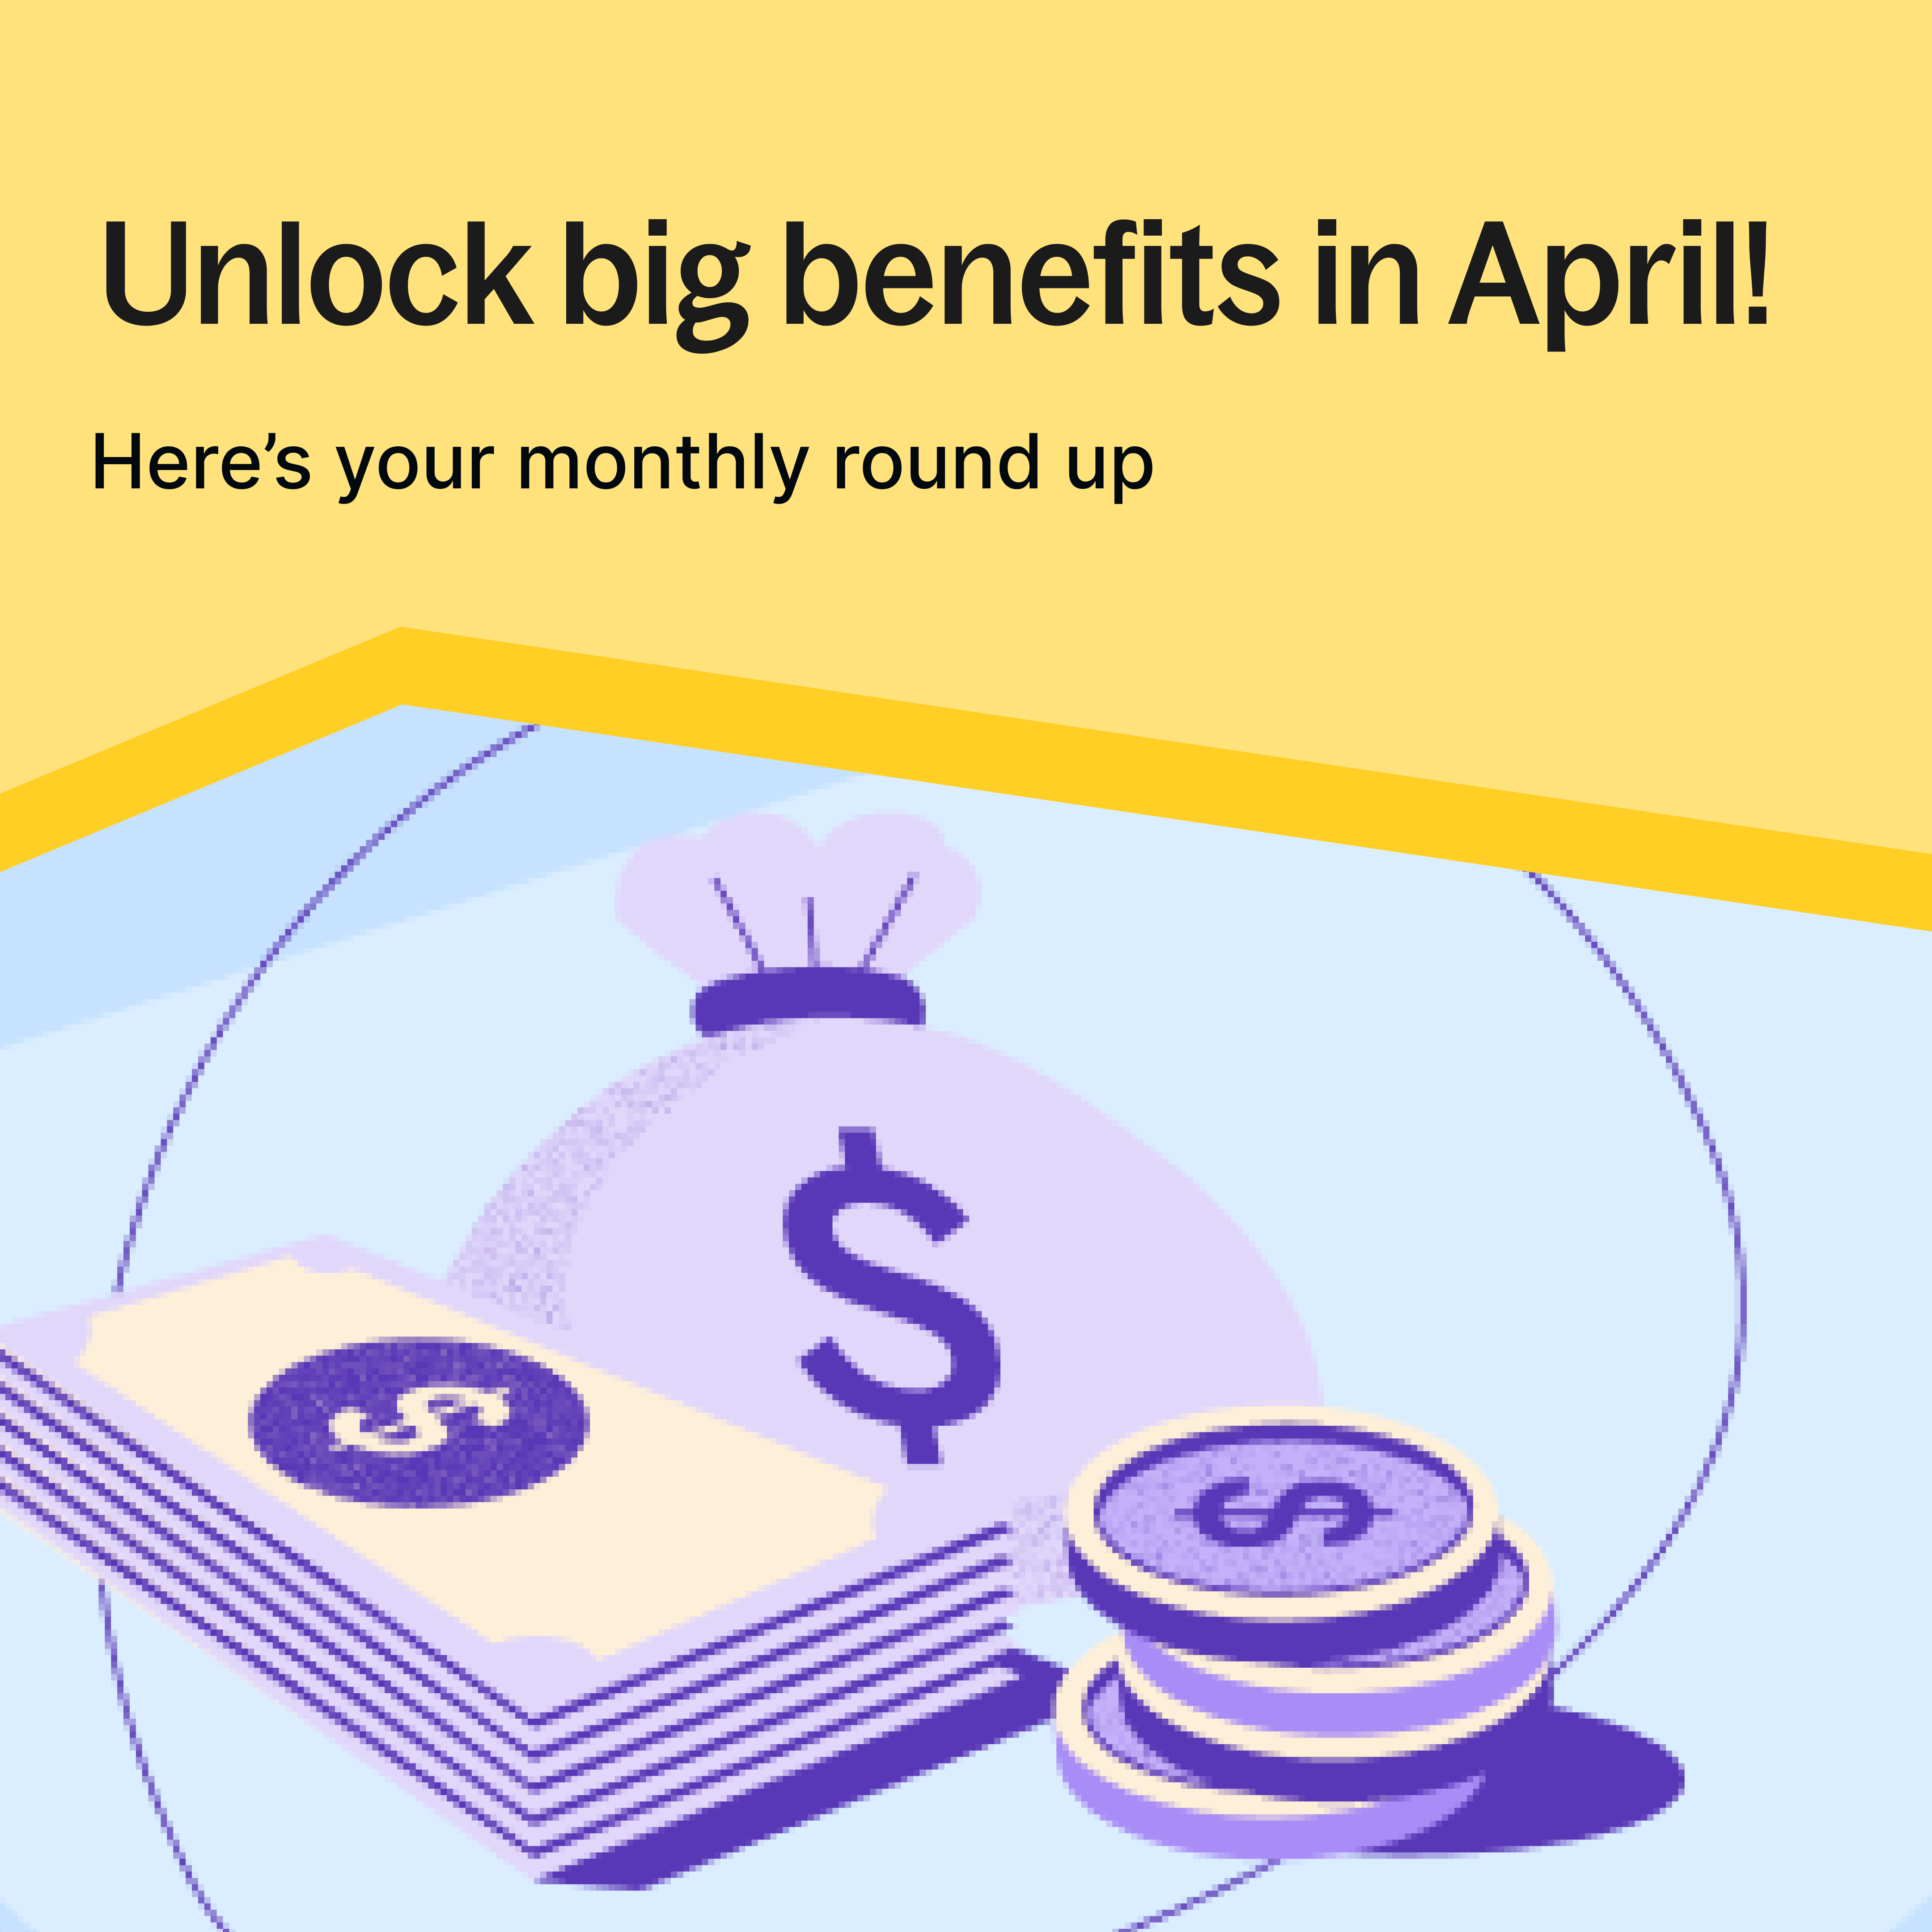 Unlock big benefits in April!
Here’s your monthly round up
$
$
$